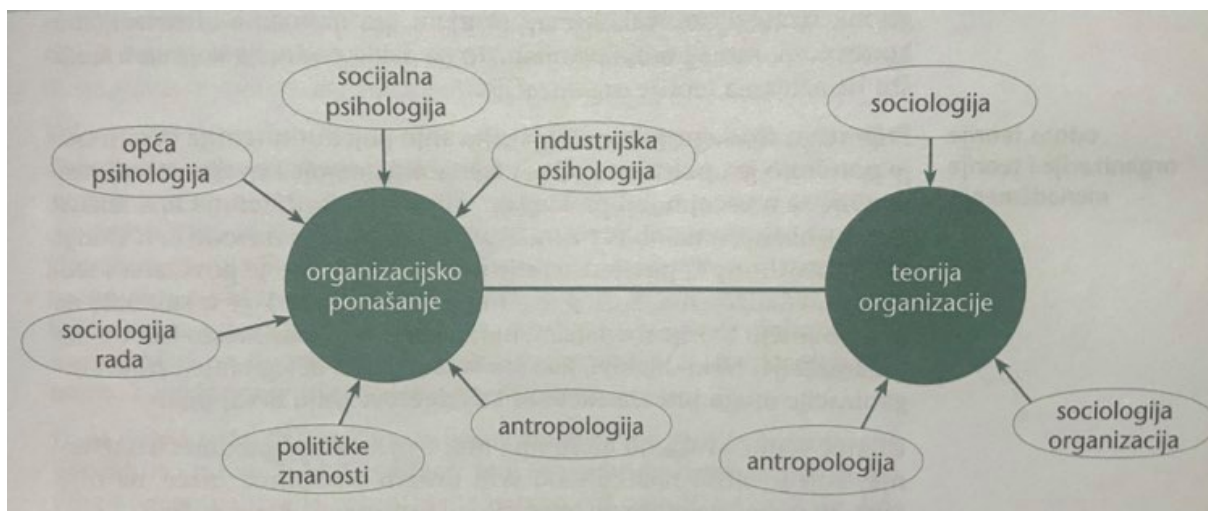 socijalna
psihologija
opća
psihologija
industrijska
psihologija
sociologija
rada
političke
znanosti
antropologija
organizacijsko
ponašanje
sociologija
teorija
organizacije
antropologija
sociologija
organizacija